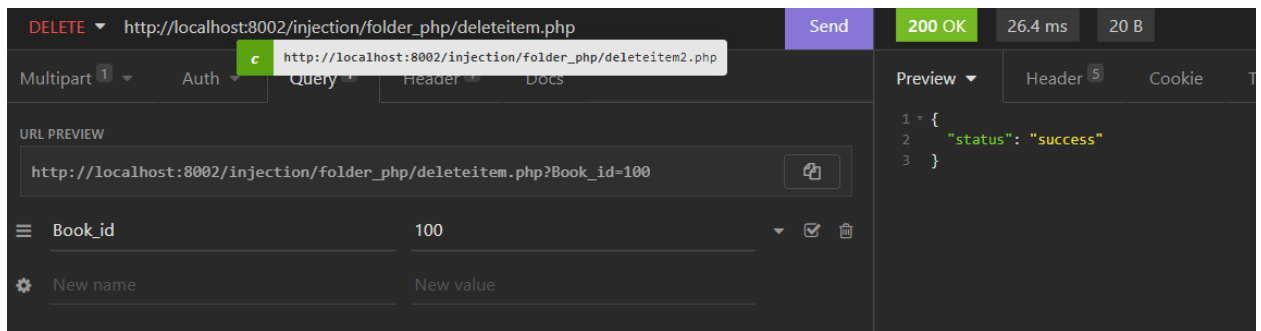 DELETE http://localhost:8002/injection/folder_php/deleteitem.php Send 200 OK 26.4 ms 20 B
c http://localhost:8002/injection/folder_php/deleteitem2.php
Multipart 1 Auth Query Header Docs Preview Header 5 Cookie T
URL PREVIEW
http://localhost:8002/injection/folder_php/deleteitem.php?Book_id=100
1 {
2 "status": "success"
3 }
Book_id 100
New name New value